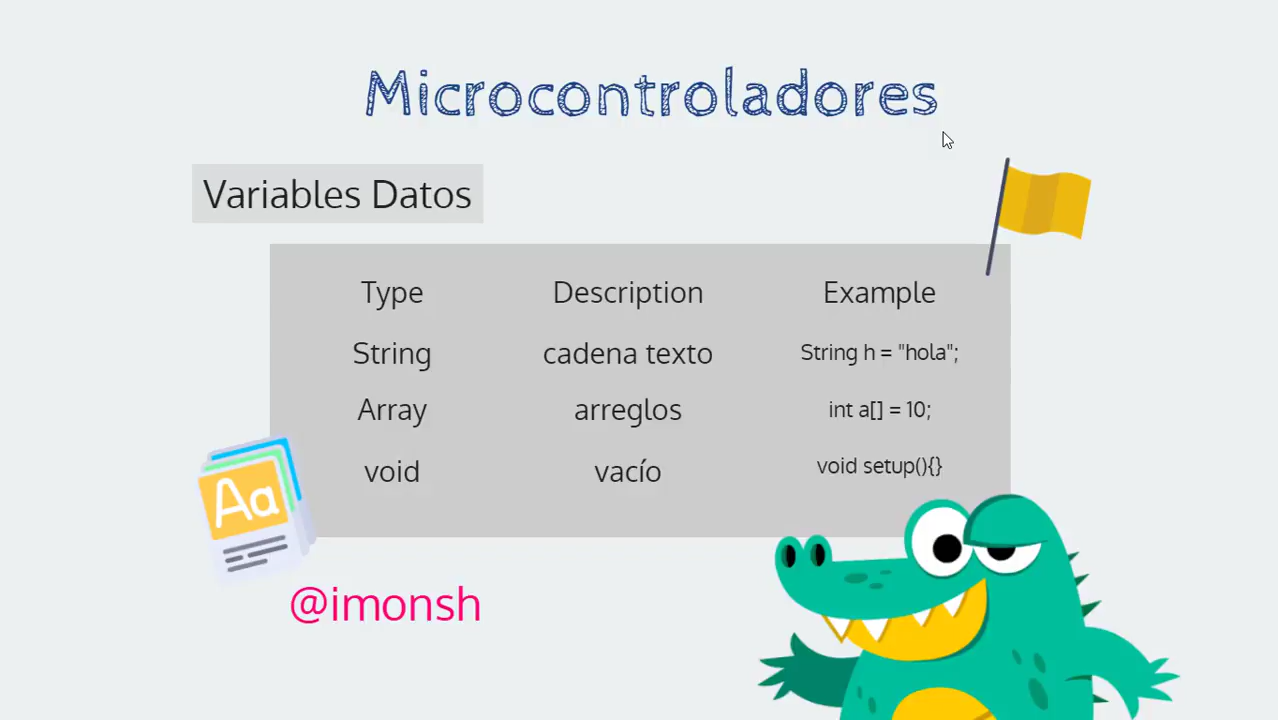 Microcontroladores
Variables Datos
Type Description Example
String cadena texto String h = "hola";
Array arreglos int a[] = 10;
void vacío void setup(){}
Aa
@imonsh